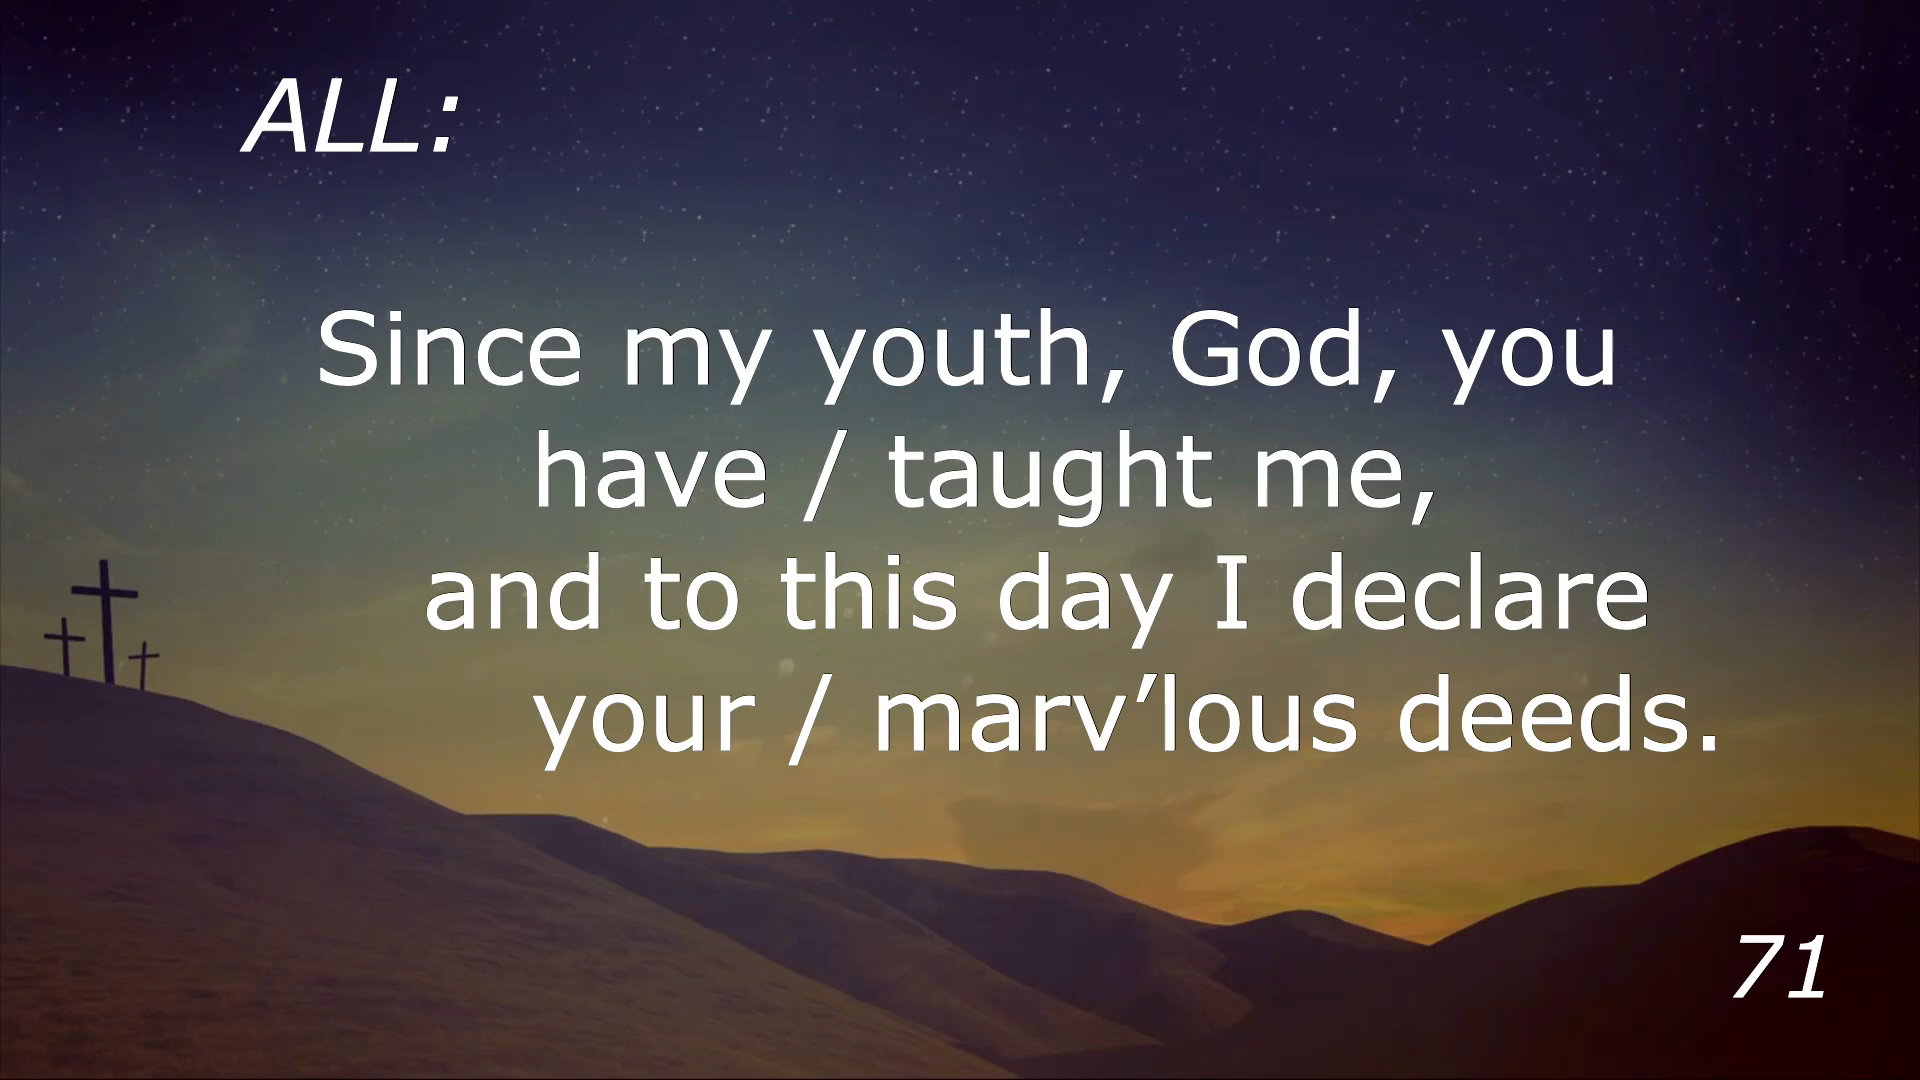 ALL:
Since my youth, God, you
have / taught me,
and to this day I declare
your / marv’lous deeds.
71